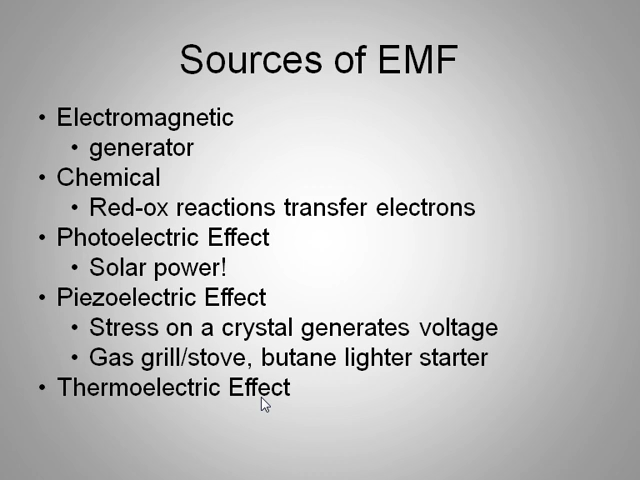 Sources of EMF
• Electromagnetic
• generator
• Chemical
• Red-ox reactions transfer electrons
• Photoelectric Effect
• Solar power!
• Piezoelectric Effect
• Stress on a crystal generates voltage
• Gas grill/stove, butane lighter starter
• Thermoelectric Effect